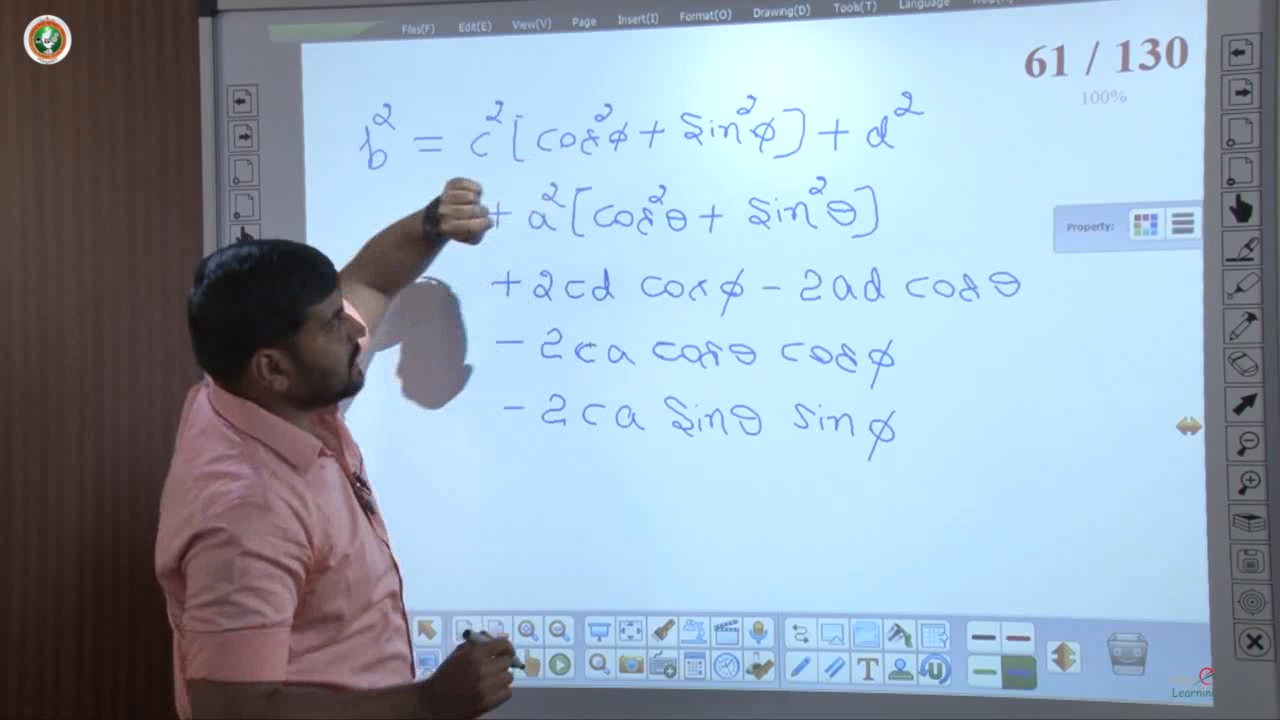 Files(F) Edit(E) View(V) Page Insert(I) Format(O) Drawing(D) Tools(T) Language
61 / 130
100%
b² = c² [cos²φ + sin²φ] + d²
+ a² [cos²θ + sin²θ]
Property:
+ 2cd cosφ - 2ad cosθ
- 2ca cosθ cosφ
- 2ca sinθ sinφ
Learning